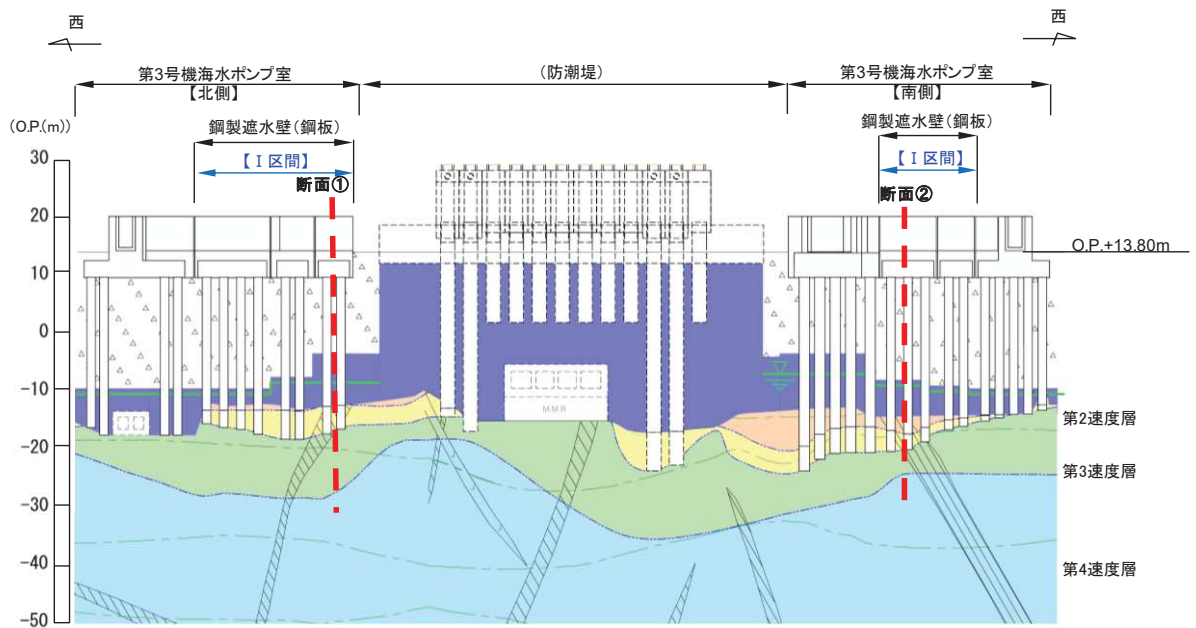 西
西
第3号機海水ポンプ室
【北側】
(防潮堤)
第3号機海水ポンプ室
【南側】
(O.P.(m))
鋼製遮水壁(鋼板)
【Ⅰ区間】
断面①
鋼製遮水壁(鋼板)
【Ⅰ区間】
断面②
30
20
10
0
-10
-20
-30
-40
-50
O.P.+13.80m
M.M.R
第2速度層
第3速度層
第4速度層